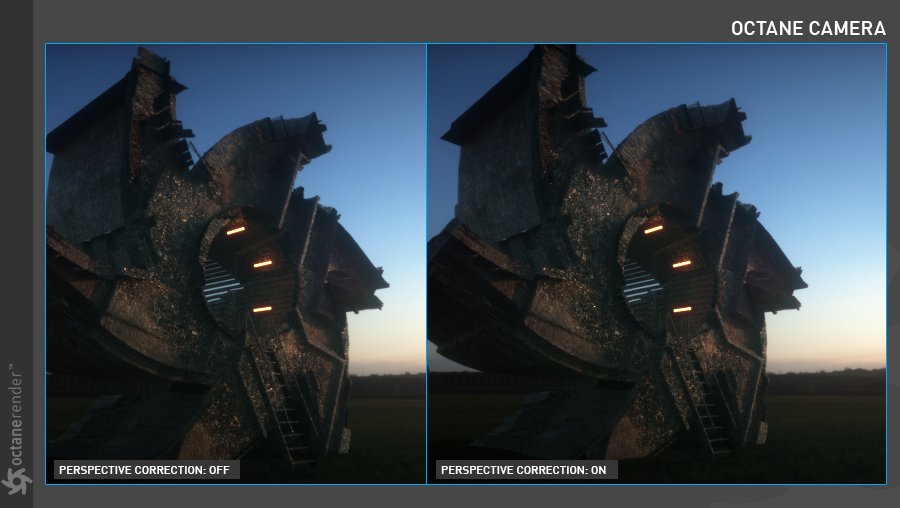 OCTANE CAMERA
PERSPECTIVE CORRECTION: OFF
PERSPECTIVE CORRECTION: ON
octanerender™